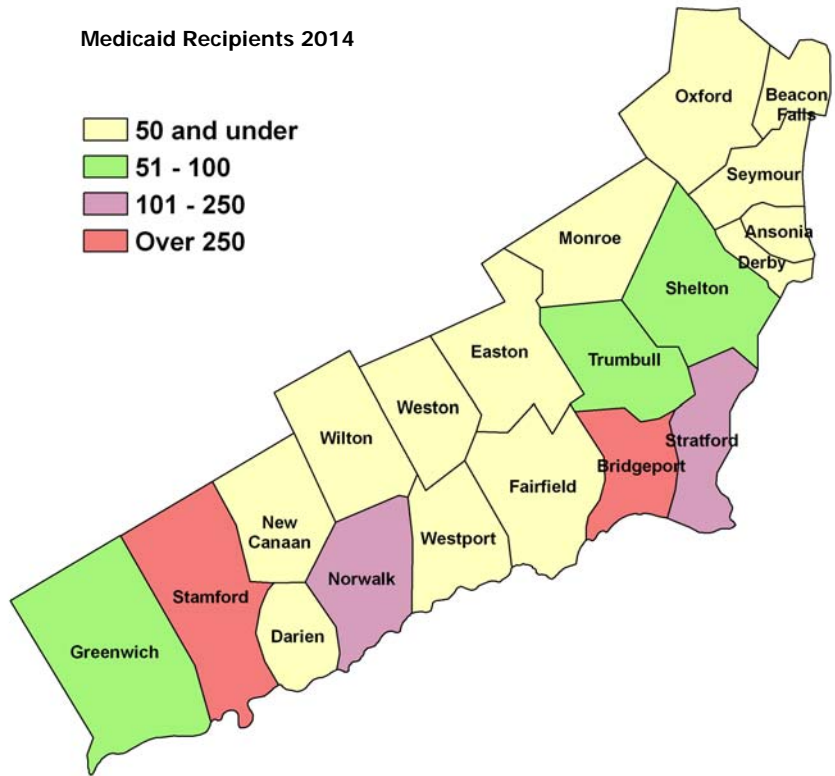 Medicaid Recipients 2014
50 and under
51 - 100
101 - 250
Over 250
Oxford
Beacon
Falls
Seymour
Ansonia
Derby
Monroe
Shelton
Easton
Trumbull
Weston
Wilton
Stratford
Bridgeport
Fairfield
New
Canaan
Westport
Norwalk
Stamford
Darien
Greenwich